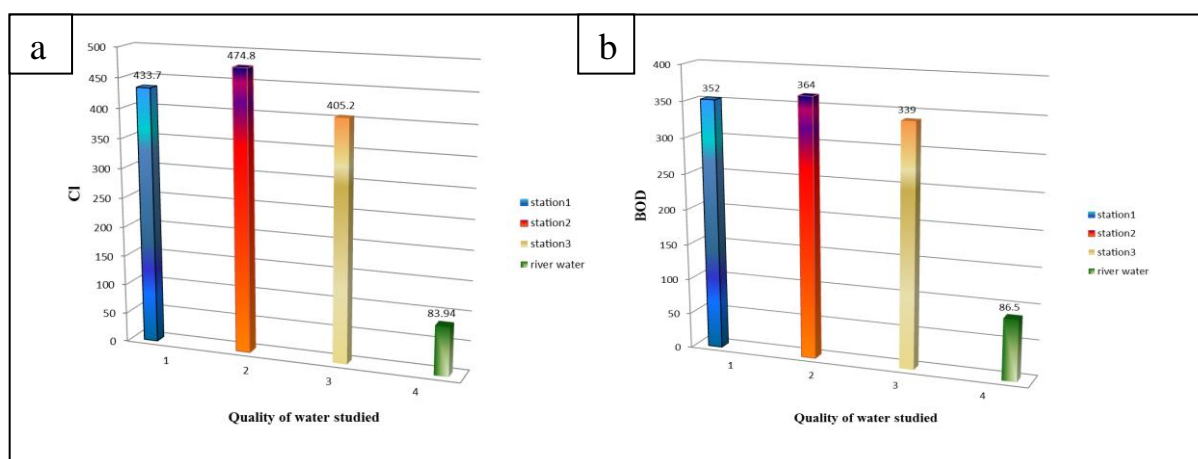 a
500
450
400
350
300
250
200
150
100
50
0
Cl
433.7
474.8
405.2
83.94
1
2
3
4
Quality of water studied
station1
station2
station3
river water
b
400
350
300
250
200
150
100
50
0
BOD
352
364
339
86.5
1
2
3
4
Quality of water studied
station1
station2
station3
river water